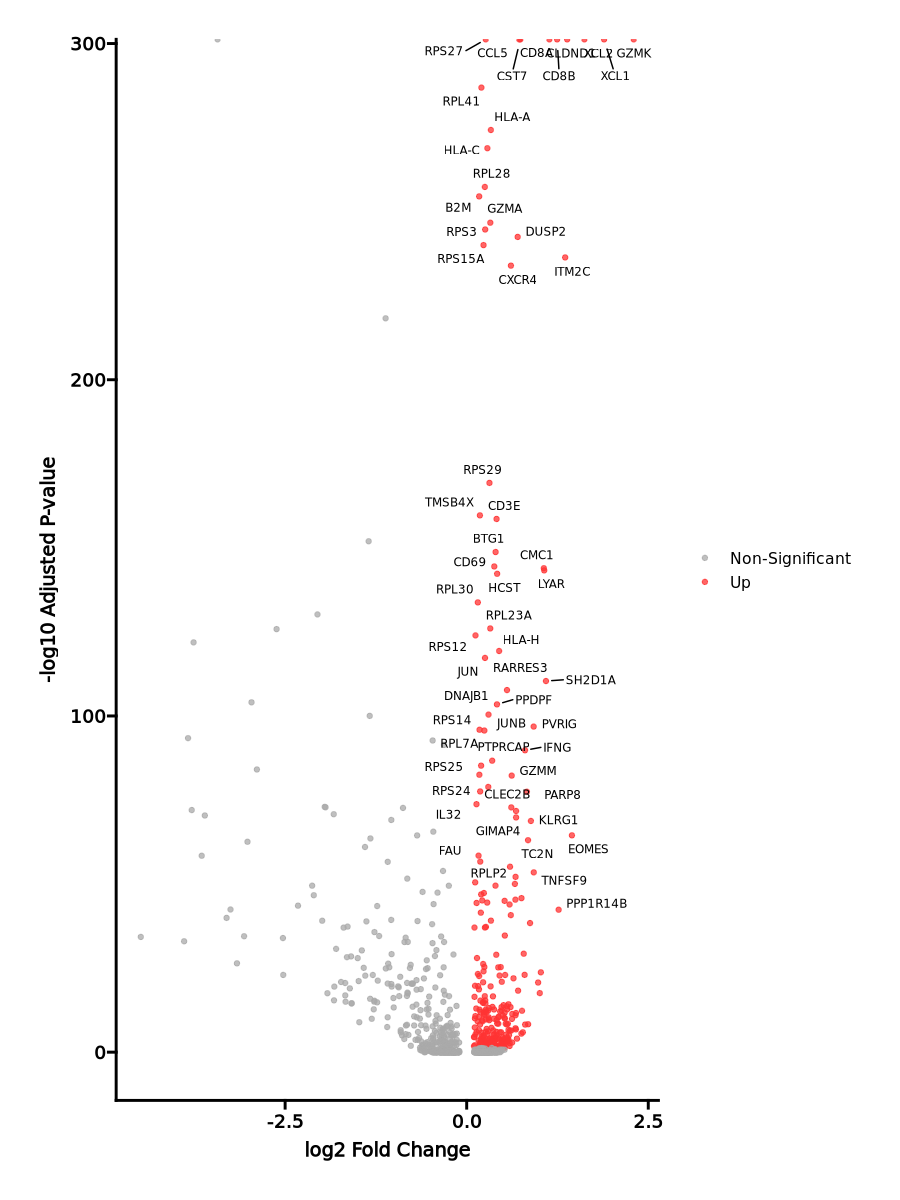 300
RPS27
CCL5
CD8A
CLDND1
XCL2
GZMK
CST7
CD8B
XCL1
RPL41
HLA-A
HLA-C
RPL28
B2M
GZMA
RPS3
DUSP2
RPS15A
ITM2C
CXCR4
200
RPS29
TMSB4X
CD3E
BTG1
CD69
CMC1
HCST
LYAR
RPL30
RPL23A
RPS12
HLA-H
JUN
RARRES3
SH2D1A
DNAJB1
PPDPF
100
RPS14
JUNB
PVRIG
RPL7A
PTPRCAP
IFNG
RPS25
GZMM
RPS24
CLEC2B
PARP8
IL32
KLRG1
GIMAP4
FAU
TC2N
EOMES
RPLP2
TNFSF9
PPP1R14B
0
-2.5
0.0
2.5
log2 Fold Change
-log10 Adjusted P-value
Non-Significant
Up